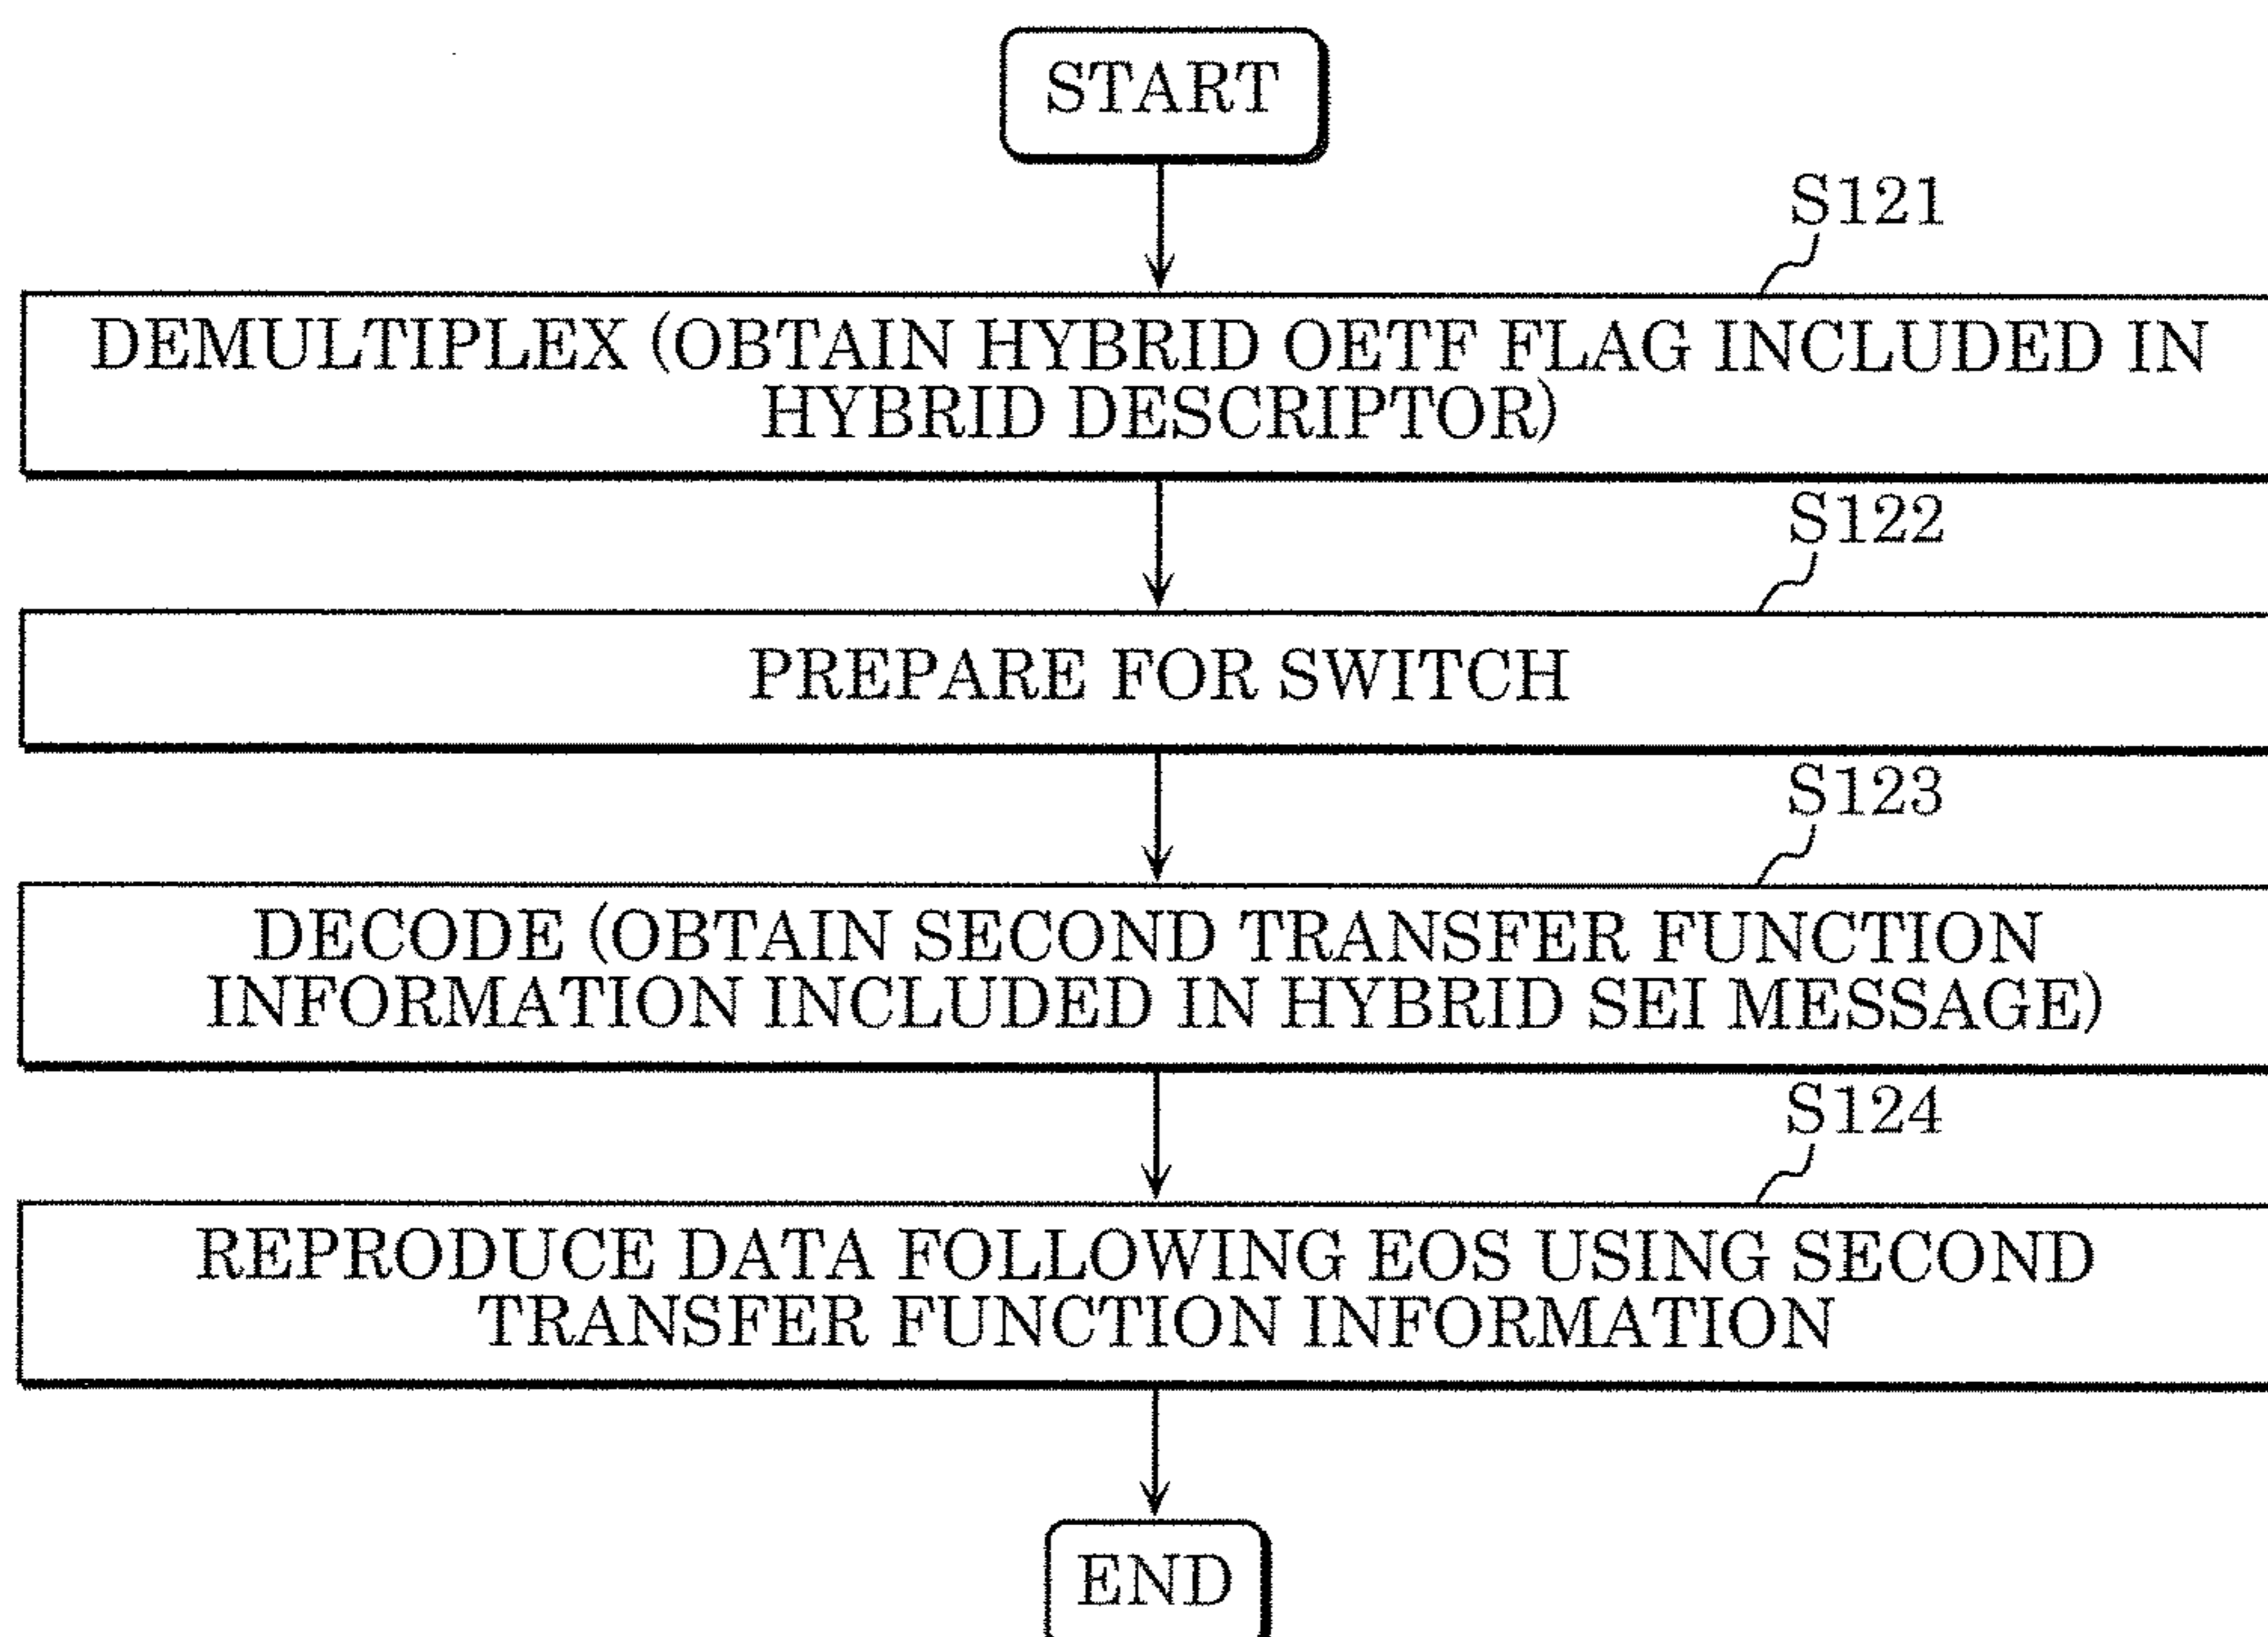 START
S121
DEMULTIPLEX (OBTAIN HYBRID OETF FLAG INCLUDED IN
HYBRID DESCRIPTOR)
S122
PREPARE FOR SWITCH
S123
DECODE (OBTAIN SECOND TRANSFER FUNCTION
INFORMATION INCLUDED IN HYBRID SEI MESSAGE)
S124
REPRODUCE DATA FOLLOWING EOS USING SECOND
TRANSFER FUNCTION INFORMATION
END